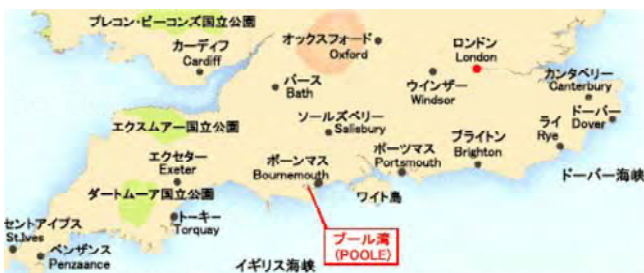 ブレコン・ビーコンズ国立公園
カーディフ
Cardiff
オックスフォード
Oxford
ロンドン
London
バース
Bath
ウインザー
Windsor
カンタベリー
Canterbury
エクスムアー国立公園
ソールズベリー
Salisbury
ドーバー
Dover
ライ
Rye
エクセター
Exeter
ボーンマス
Bournemouth
ポーツマス
Portsmouth
ブライトン
Brighton
ダートムーア国立公園
ワイト島
ドーバー海峡
トーキー
Torquay
セントアイブス
St.Ives
ペンザンス
Penzaance
イギリス海峡
プール湾
(POOLE)